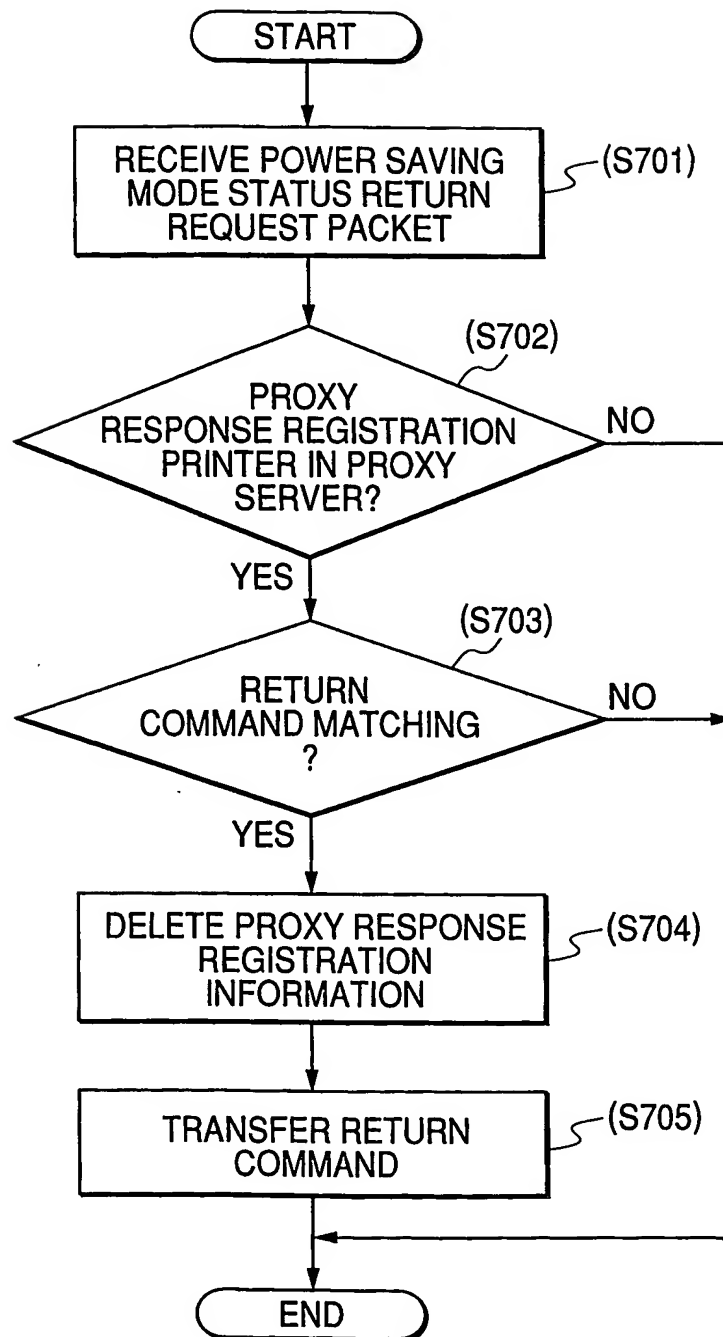 START
RECEIVE POWER SAVING
MODE STATUS RETURN
REQUEST PACKET
(S701)
(S702)
PROXY
RESPONSE REGISTRATION
PRINTER IN PROXY
SERVER?
NO
YES
(S703)
RETURN
COMMAND MATCHING
?
NO
YES
DELETE PROXY RESPONSE
REGISTRATION
INFORMATION
(S704)
TRANSFER RETURN
COMMAND
(S705)
END